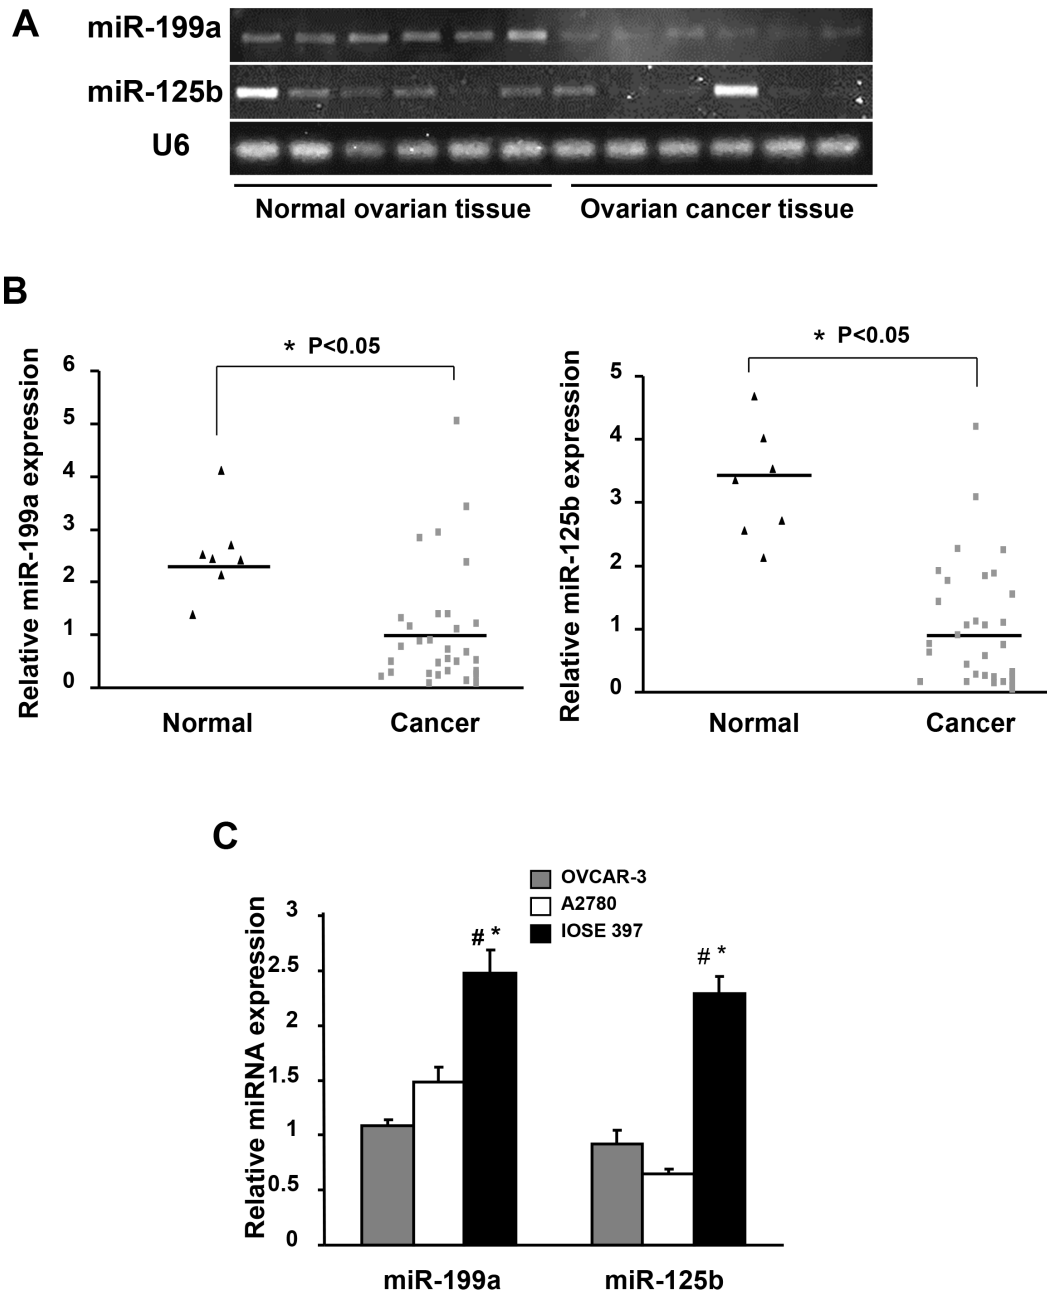 A
miR-199a
miR-125b
U6
Normal ovarian tissue
Ovarian cancer tissue
B
Relative miR-199a expression
* P<0.05
6
5
4
3
2
1
0
Normal
Cancer
Relative miR-125b expression
* P<0.05
5
4
3
2
1
0
Normal
Cancer
C
Relative miRNA expression
OVCAR-3
A2780
IOSE 397
3
2.5
2
1.5
1
0.5
0
# *
# *
miR-199a
miR-125b